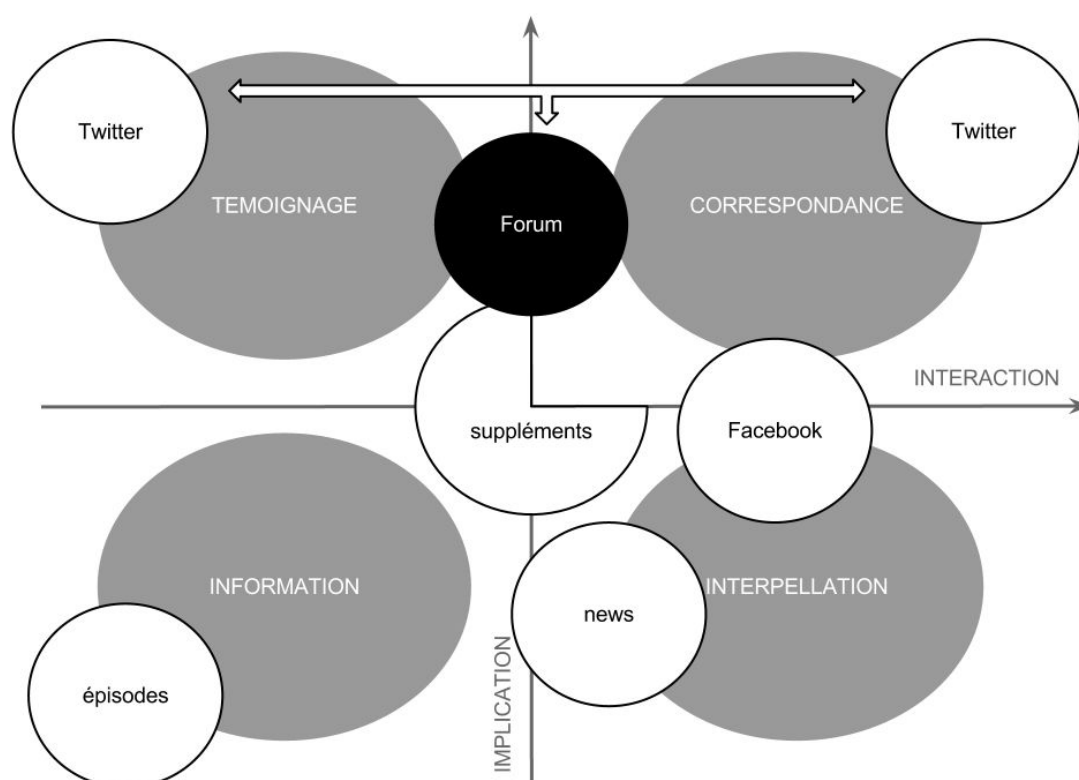 Twitter
Twitter
TEMOIGNAGE
CORRESPONDANCE
Forum
INTERACTION
suppléments
Facebook
INFORMATION
INTERPELLATION
news
IMPLICATION
épisodes